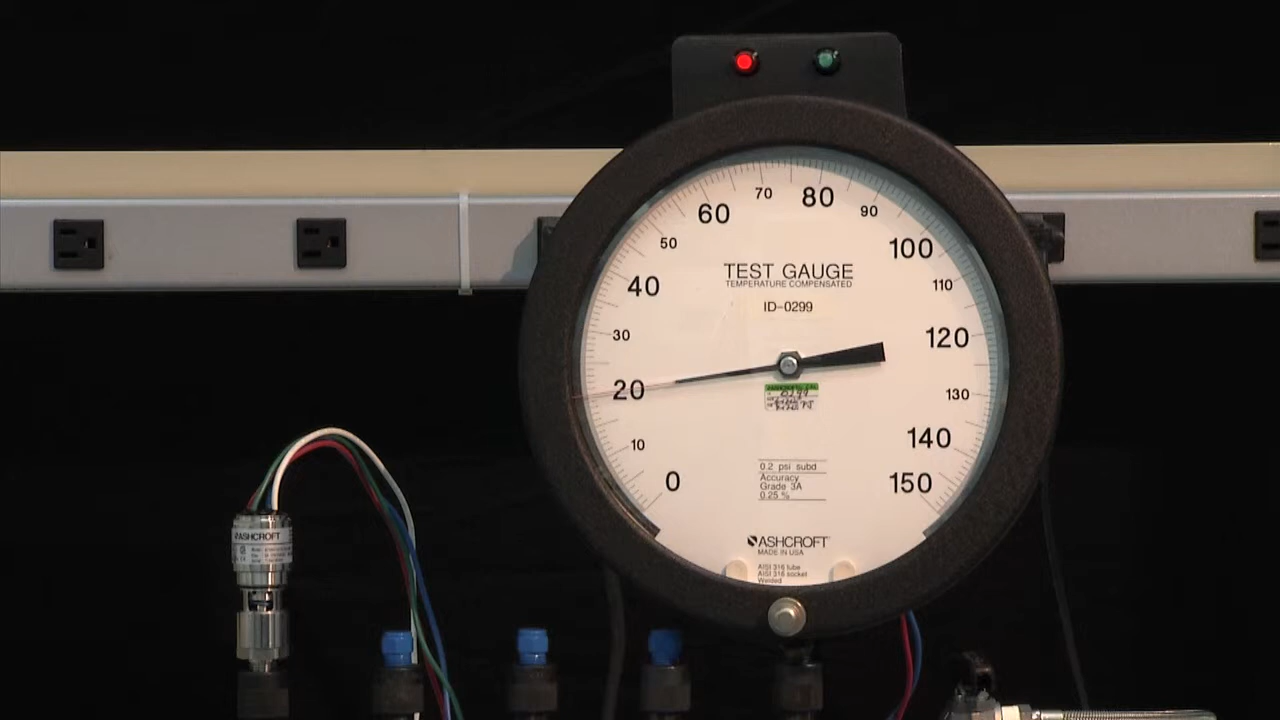 70
80
60
90
50
100
40
110
30
120
20
130
10
140
0
150
TEST GAUGE
TEMPERATURE COMPENSATED
ID-0299
0299
0.2 psi subd
Accuracy
Grade 3A
0.25 %
ASHCROFT
MADE IN USA
AISI 316 tube
AISI 316 socket
Welded
ASHCROFT